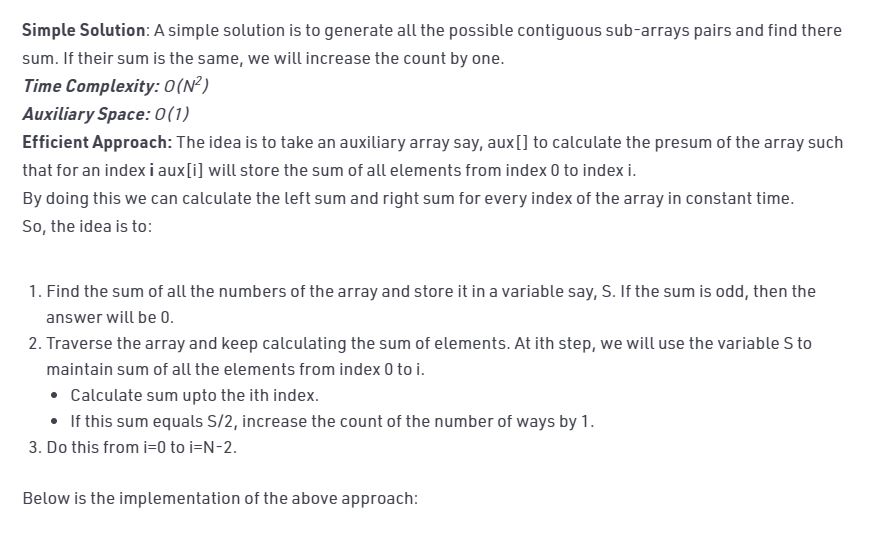 Simple Solution: A simple solution is to generate all the possible contiguous sub-arrays pairs and find there
sum. If their sum is the same, we will increase the count by one.
Time Complexity: O(N²)
Auxiliary Space: O(1)
Efficient Approach: The idea is to take an auxiliary array say, aux[] to calculate the presum of the array such
that for an index i aux[i] will store the sum of all elements from index 0 to index i.
By doing this we can calculate the left sum and right sum for every index of the array in constant time.
So, the idea is to:
1. Find the sum of all the numbers of the array and store it in a variable say, S. If the sum is odd, then the
answer will be 0.
2. Traverse the array and keep calculating the sum of elements. At ith step, we will use the variable S to
maintain sum of all the elements from index 0 to i.
• Calculate sum upto the ith index.
• If this sum equals S/2, increase the count of the number of ways by 1.
3. Do this from i=0 to i=N-2.
Below is the implementation of the above approach: